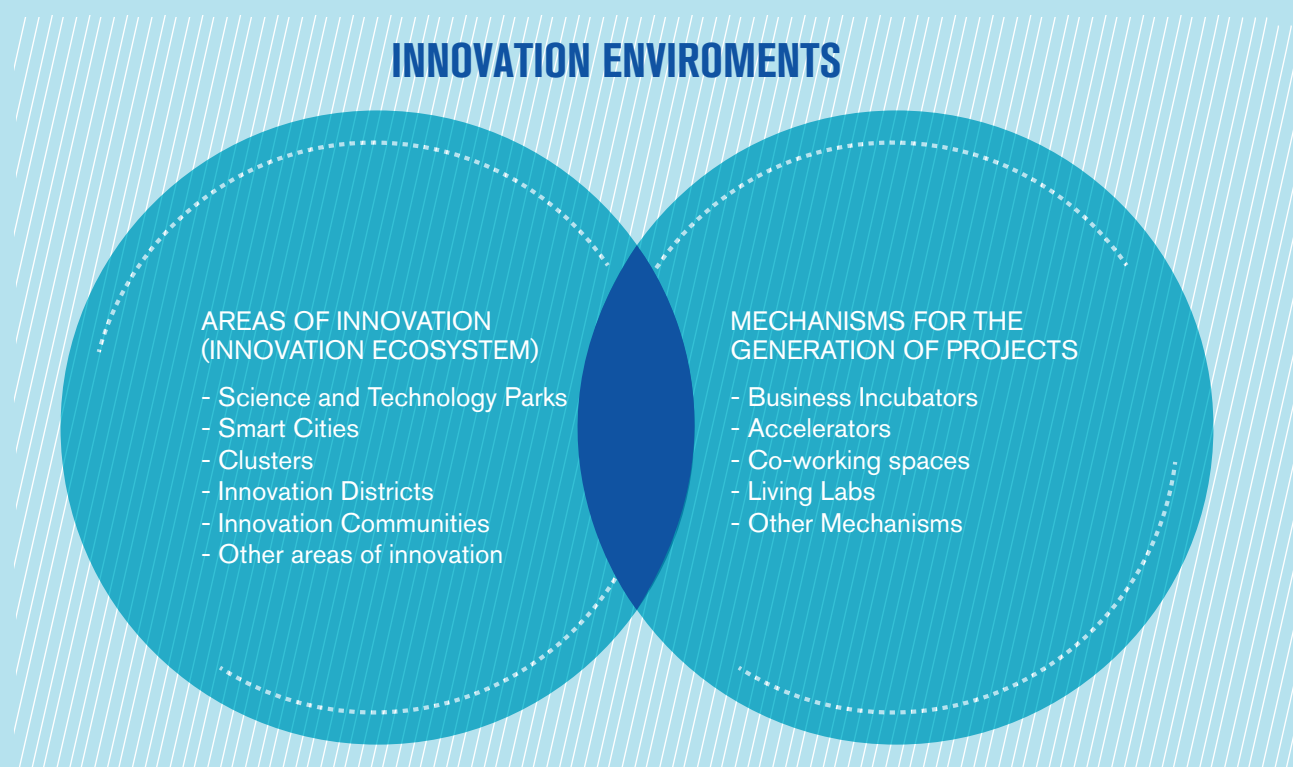 INNOVATION ENVIROMENTS
AREAS OF INNOVATION
(INNOVATION ECOSYSTEM)
- Science and Technology Parks
- Smart Cities
- Clusters
- Innovation Districts
- Innovation Communities
- Other areas of innovation
MECHANISMS FOR THE
GENERATION OF PROJECTS
- Business Incubators
- Accelerators
- Co-working spaces
- Living Labs
- Other Mechanisms